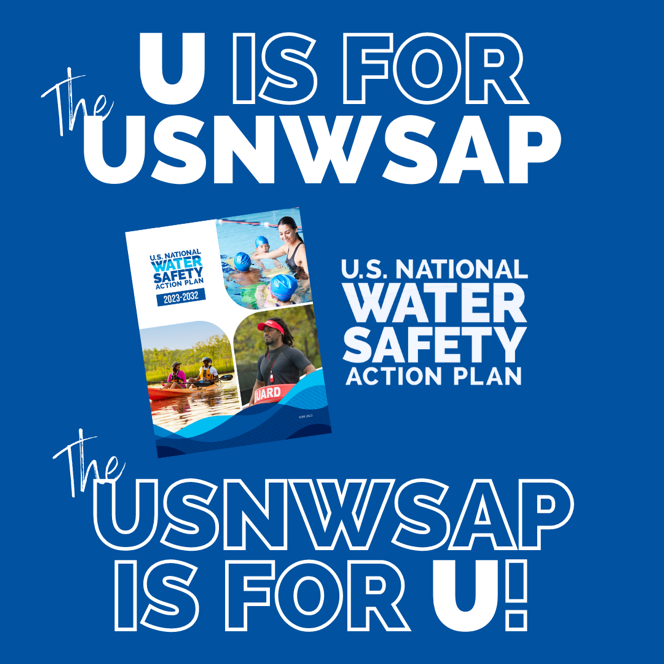 U IS FOR
The
USNWSAP
U.S. NATIONAL
WATER
SAFETY
ACTION PLAN
2023-2032
GUARD
U.S. NATIONAL
WATER
SAFETY
ACTION PLAN
The
USNWSAP
IS FOR U!